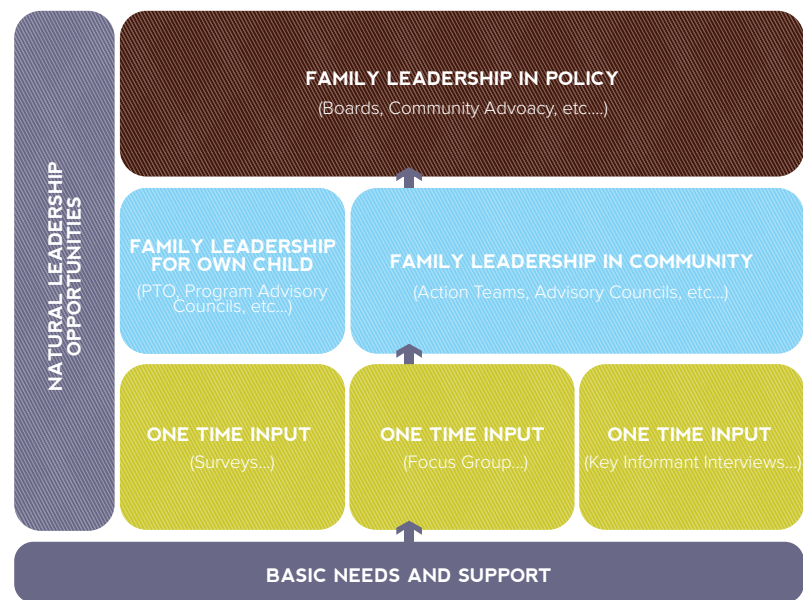 NATURAL LEADERSHIP
OPPORTUNITIES
FAMILY LEADERSHIP IN POLICY
(Boards, Community Advoacy, etc....)
FAMILY LEADERSHIP
FOR OWN CHILD
(PTO, Program Advisory
Councils, etc...)
FAMILY LEADERSHIP IN COMMUNITY
(Action Teams, Advisory Councils, etc...)
ONE TIME INPUT
(Surveys...)
ONE TIME INPUT
(Focus Group...)
ONE TIME INPUT
(Key Informant Interviews...)
BASIC NEEDS AND SUPPORT